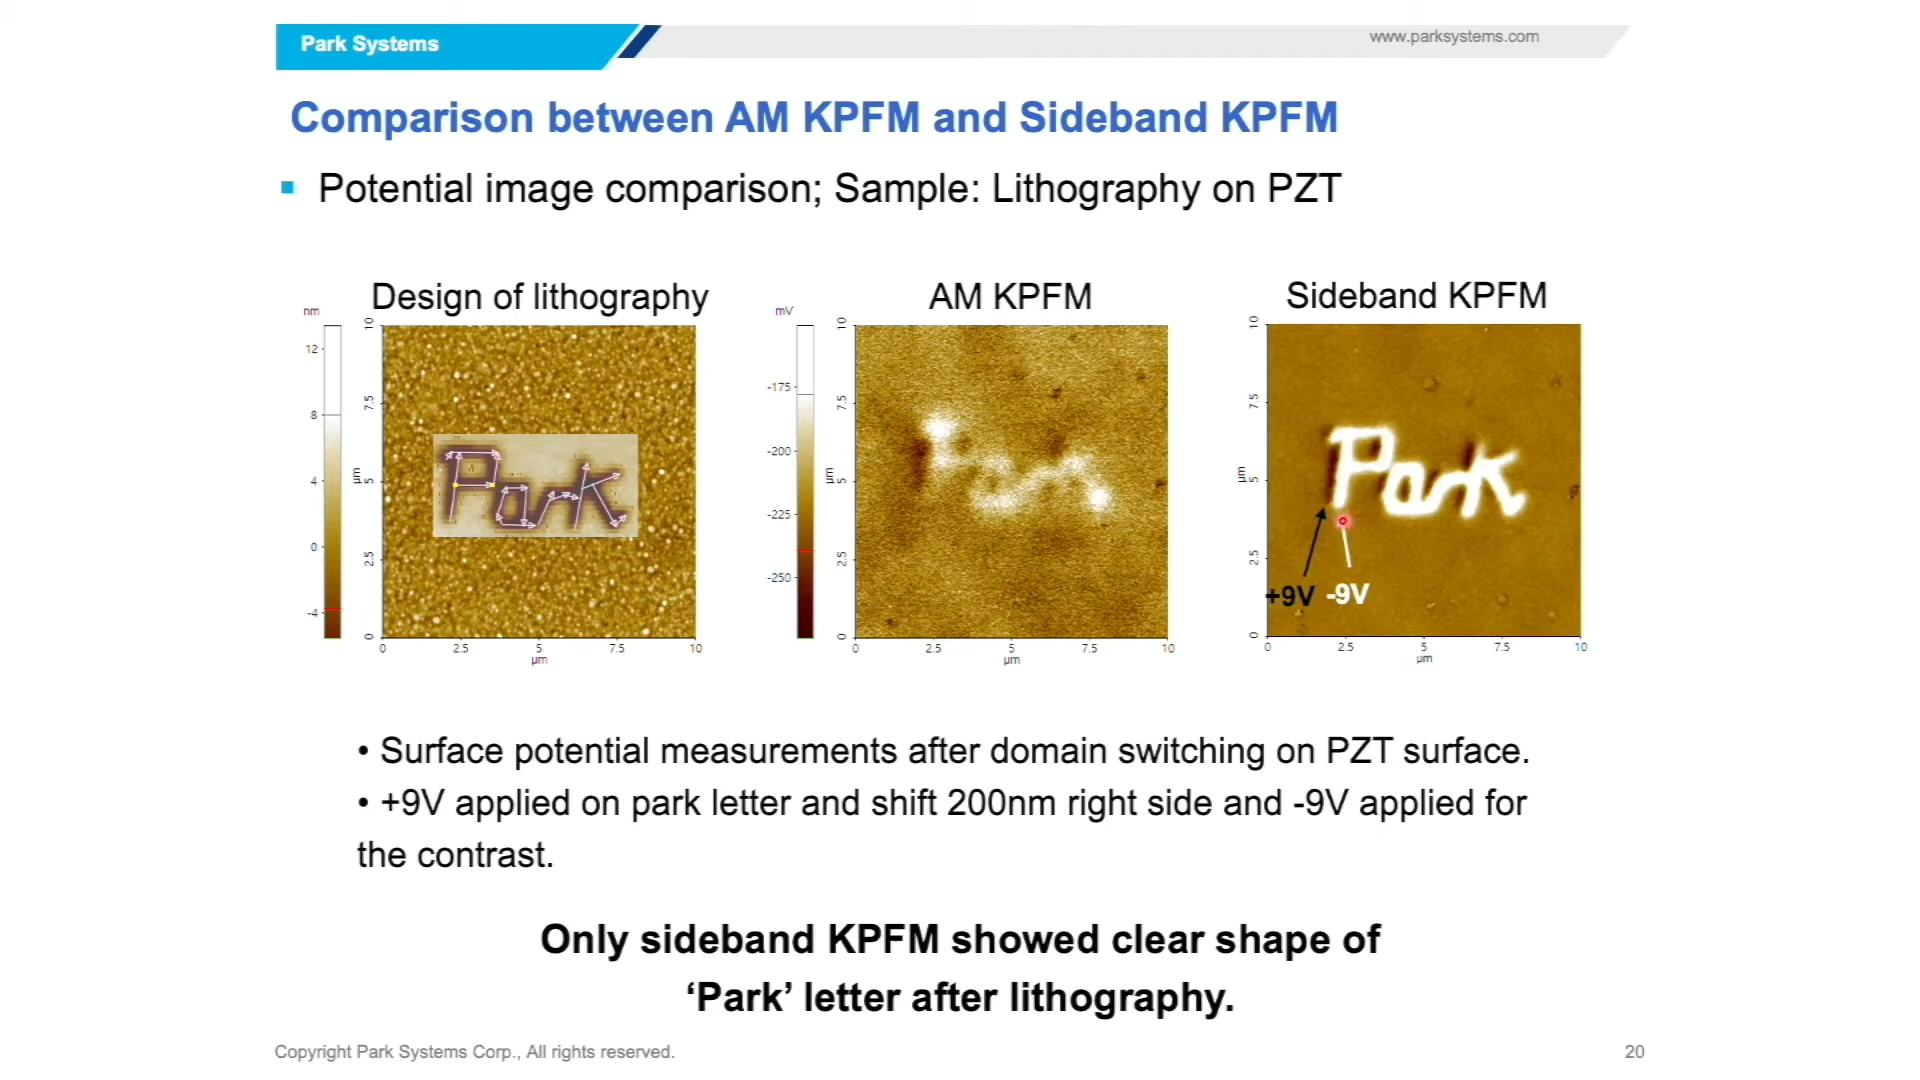 Park Systems
www.parksystems.com
Comparison between AM KPFM and Sideband KPFM
Potential image comparison; Sample: Lithography on PZT
Design of lithography
AM KPFM
Sideband KPFM
nm
12
8
4
0
-4
10
7.5
µm
5
2.5
0
Park
0
2.5
5
7.5
10
µm
mV
-175
-200
-225
-250
10
7.5
µm
5
2.5
0
0
2.5
5
7.5
10
µm
10
7.5
µm
5
2.5
0
Park
+9V
-9V
0
2.5
5
7.5
10
µm
• Surface potential measurements after domain switching on PZT surface.
• +9V applied on park letter and shift 200nm right side and -9V applied for
the contrast.
Only sideband KPFM showed clear shape of
‘Park’ letter after lithography.
Copyright Park Systems Corp., All rights reserved.
20